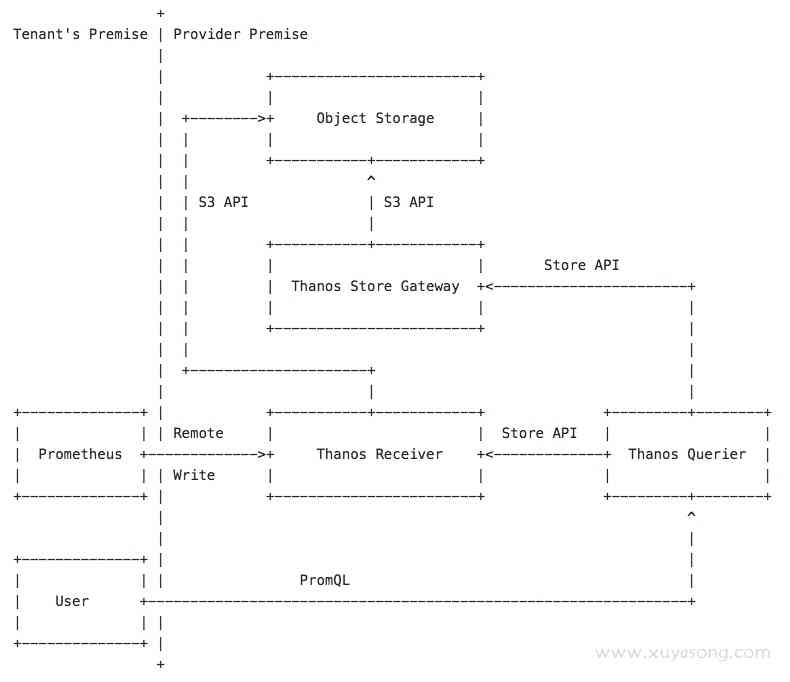 Tenant's Premise | Provider Premise
Object Storage
S3 API
S3 API
Store API
Thanos Store Gateway
Remote
Store API
Prometheus
Thanos Receiver
Thanos Querier
Write
PromQL
User
www.xuyasong.com